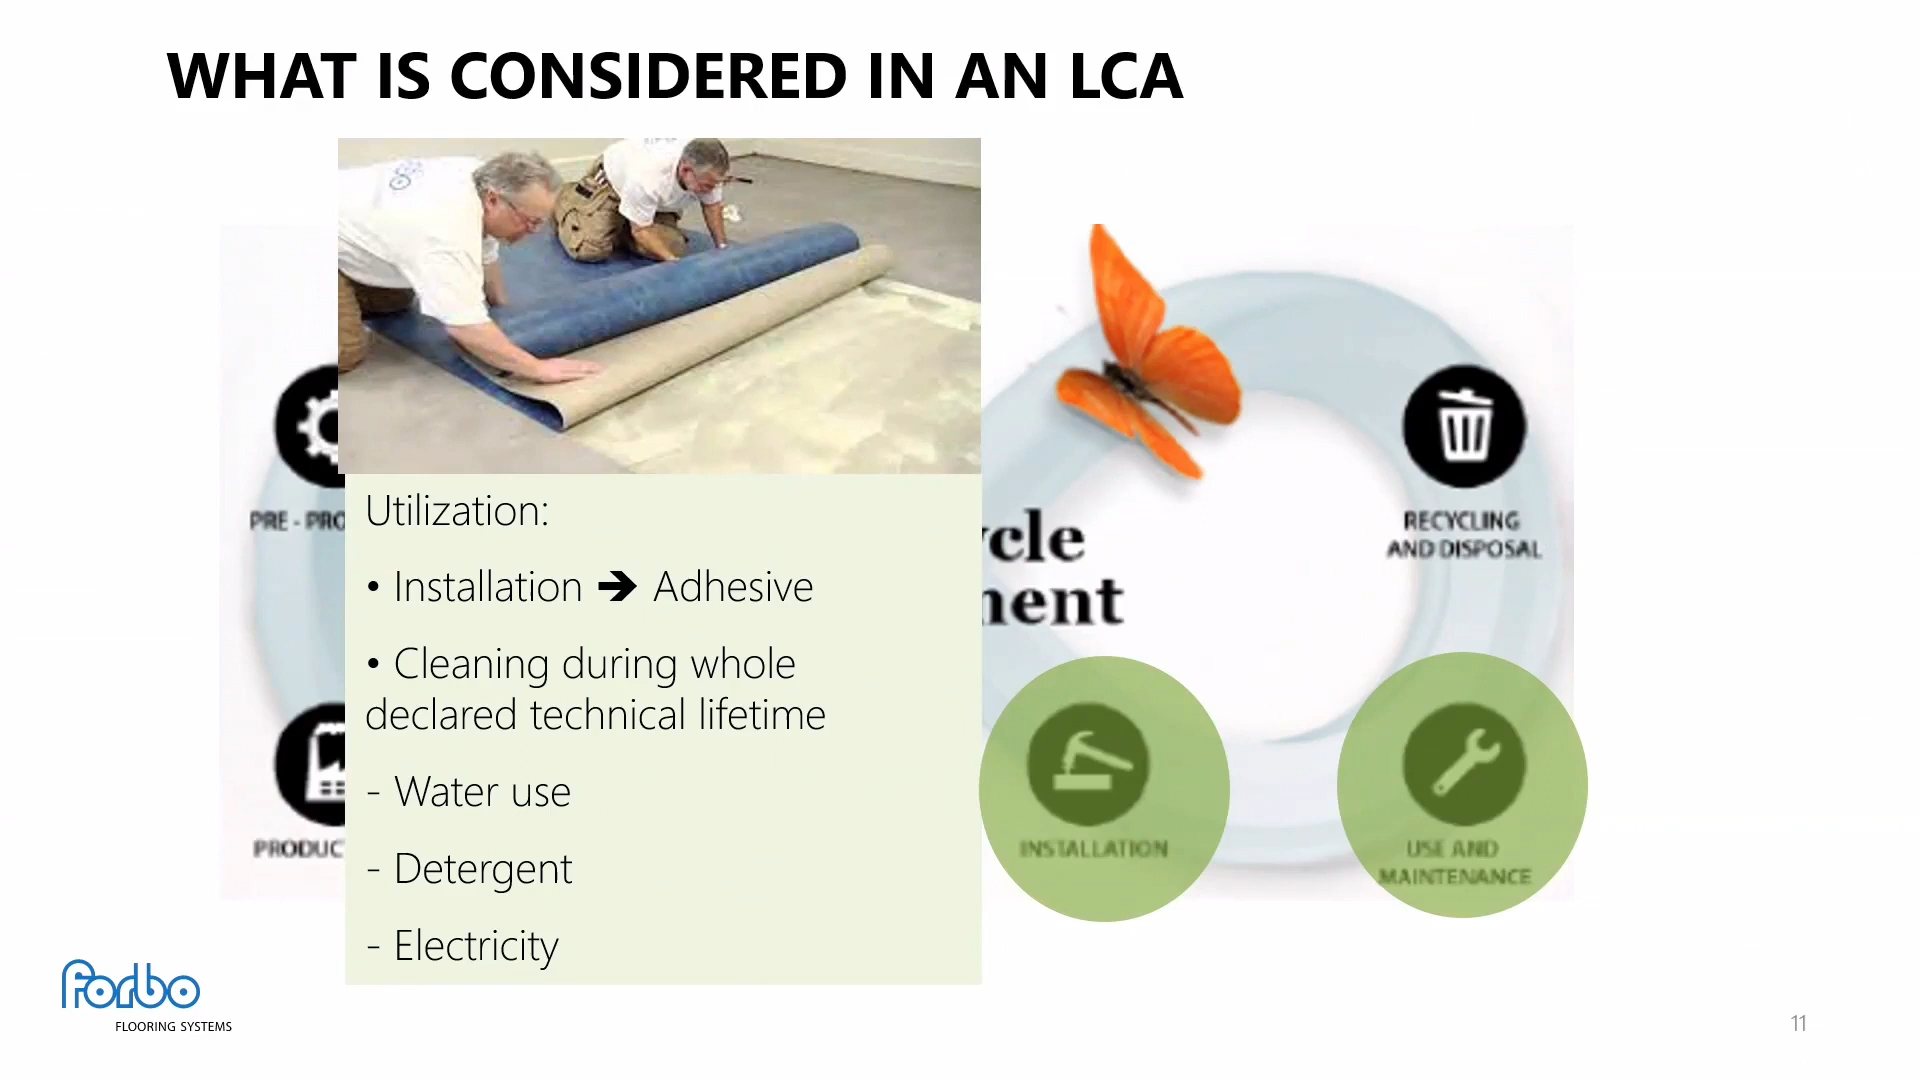 WHAT IS CONSIDERED IN AN LCA
Utilization:
• Installation ➔ Adhesive
• Cleaning during whole
declared technical lifetime
- Water use
- Detergent
- Electricity
PRE - PRO
PRODUC
cle
ment
RECYCLING
AND DISPOSAL
INSTALLATION
USE AND
MAINTENANCE
forbo
FLOORING SYSTEMS
11